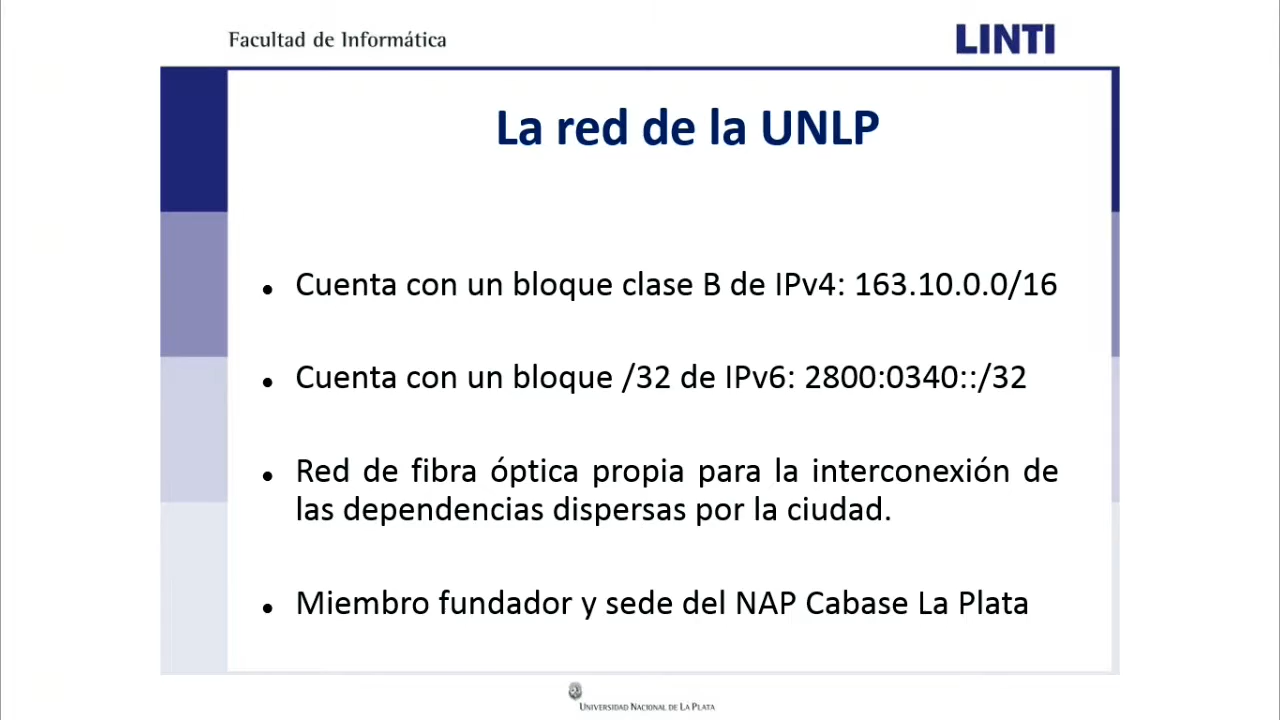 Facultad de Informática
LINTI
La red de la UNLP
• Cuenta con un bloque clase B de IPv4: 163.10.0.0/16
• Cuenta con un bloque /32 de IPv6: 2800:0340::/32
• Red de fibra óptica propia para la interconexión de
las dependencias dispersas por la ciudad.
• Miembro fundador y sede del NAP Cabase La Plata
UNIVERSIDAD NACIONAL DE LA PLATA